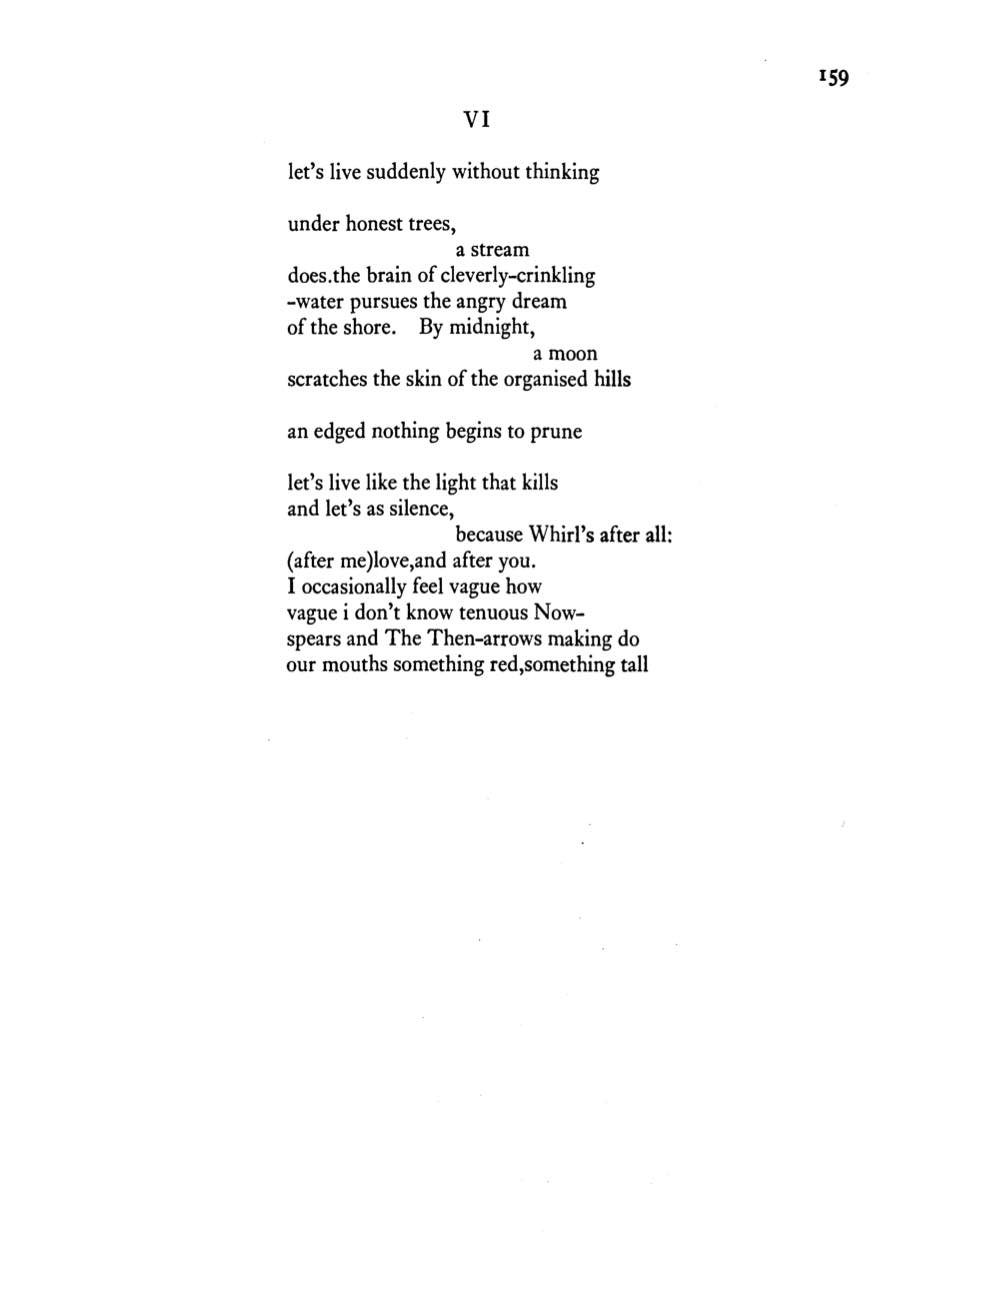 159
VI
let's live suddenly without thinking
under honest trees,
a stream
does.the brain of cleverly-crinkling
-water pursues the angry dream
of the shore. By midnight,
a moon
scratches the skin of the organised hills
an edged nothing begins to prune
let's live like the light that kills
and let's as silence,
because Whirl's after all:
(after me)love,and after you.
I occasionally feel vague how
vague i don't know tenuous Now-
spears and The Then-arrows making do
our mouths something red,something tall